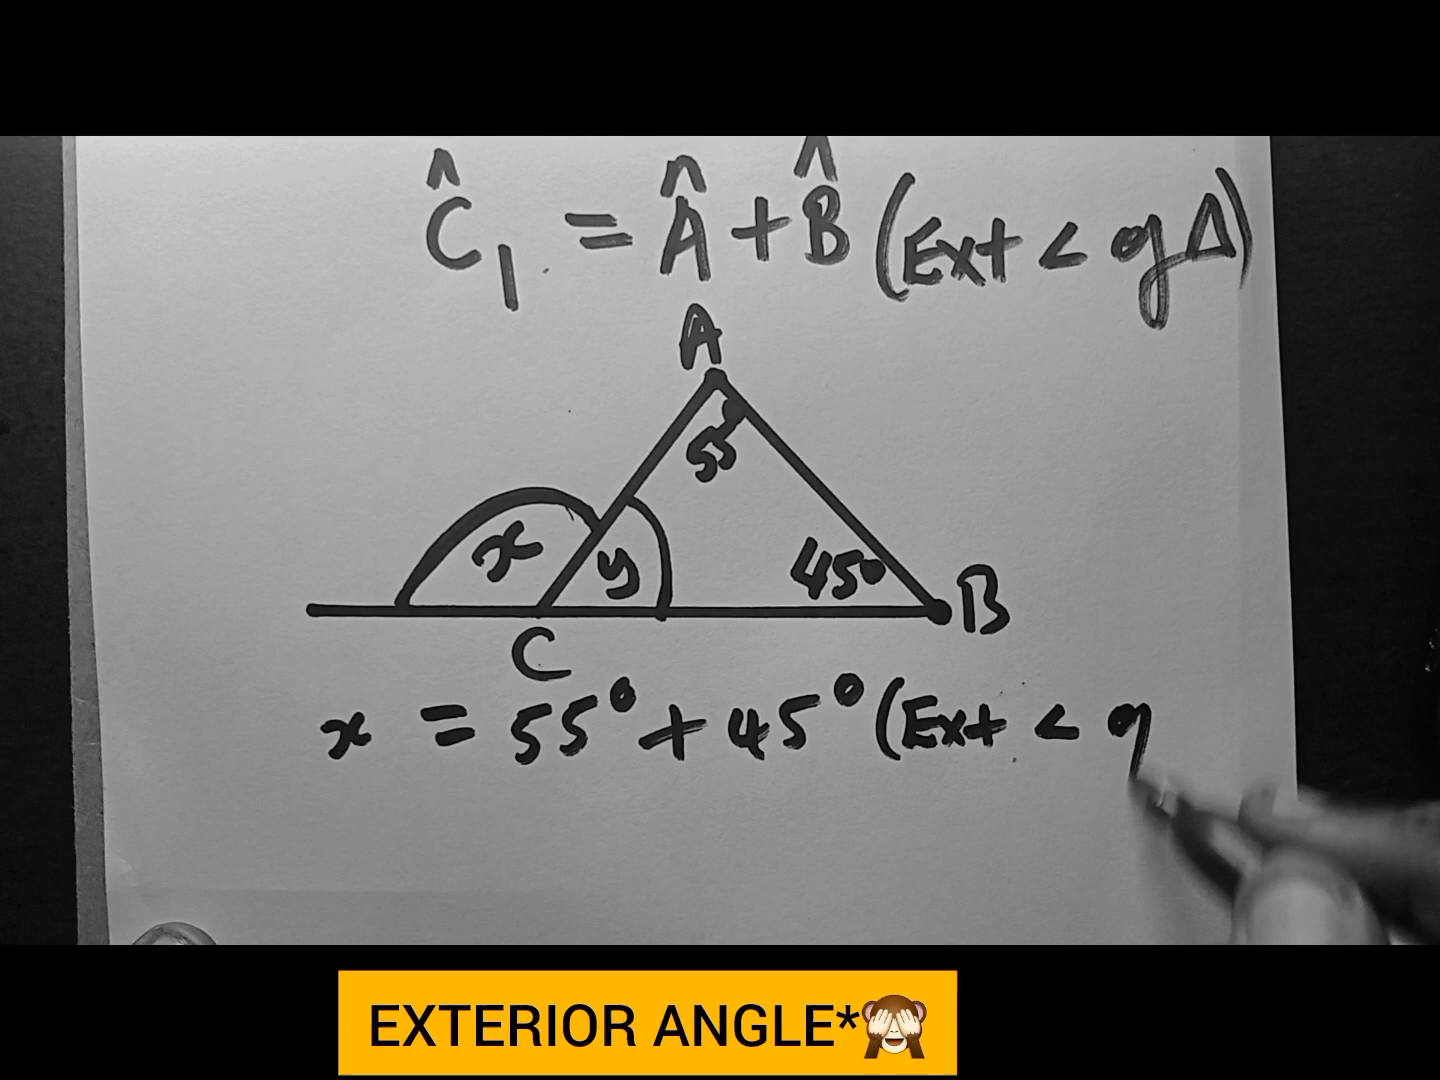 Ĉ₁ = Â + B̂ (Ext < of Δ)
A
55°
x y 45° B
C
x = 55° + 45° (Ext < of
EXTERIOR ANGLE*🙈